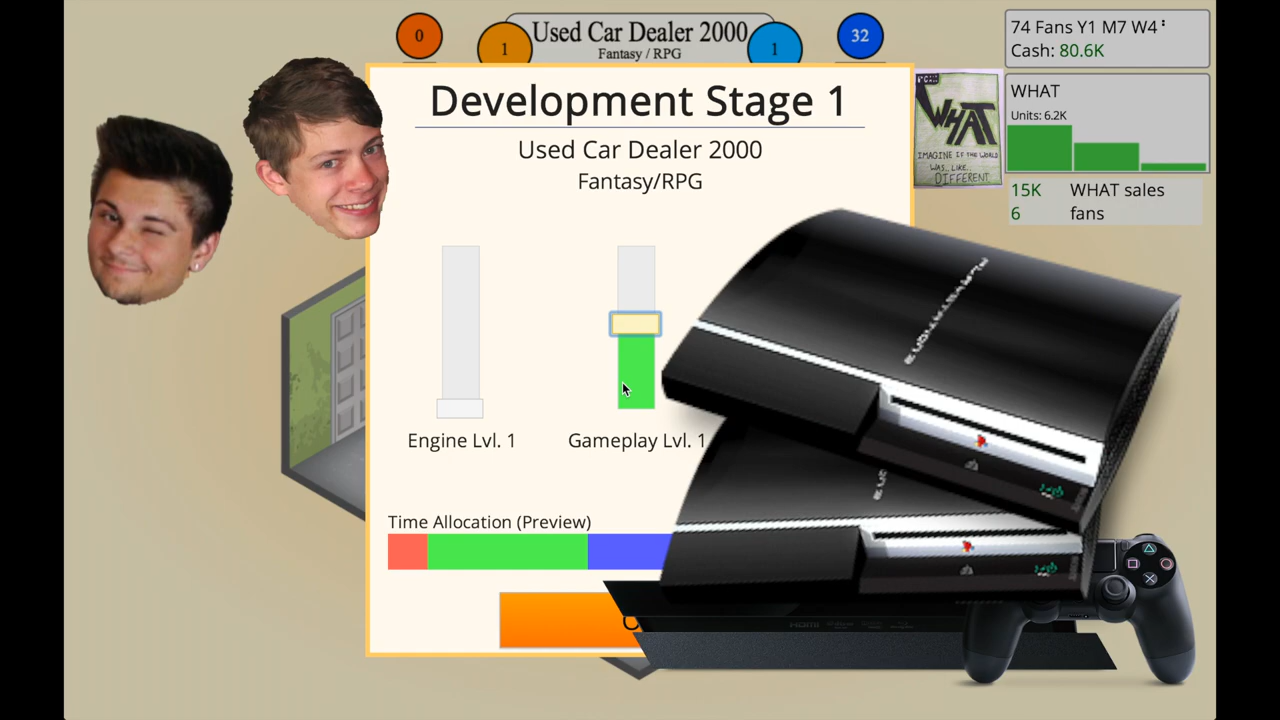 0
1
Used Car Dealer 2000
Fantasy / RPG
1
32
74 Fans Y1 M7 W4
Cash: 80.6K
Development Stage 1
Used Car Dealer 2000
Fantasy/RPG
WHAT
IMAGINE IF THE WORLD
WAS.. LIKE..
DIFFERENT
WHAT
Units: 6.2K
15K WHAT sales
6 fans
Engine Lvl. 1
Gameplay Lvl. 1
Time Allocation (Preview)
HDMI